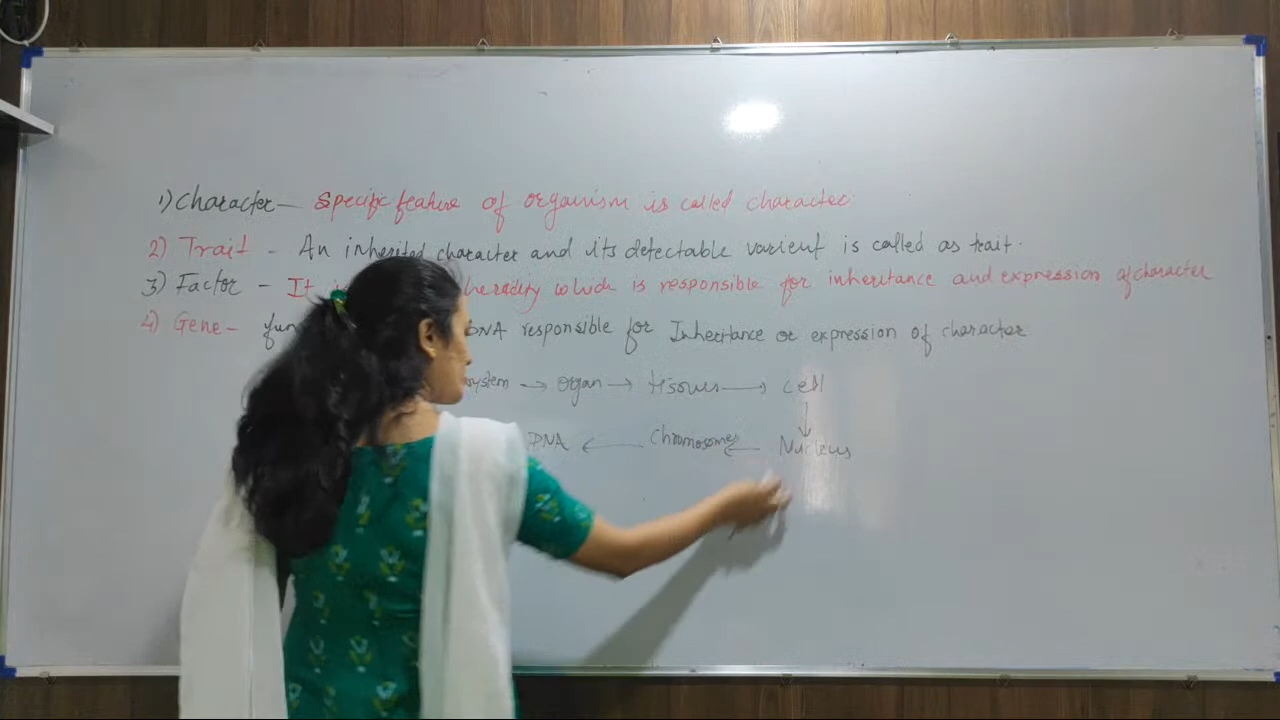 1) Character — Specific feature of organism is called character.
2) Trait - An inherited character and its detectable varient is called as trait.
3) Factor - It heradity which is responsible for inheritance and expression of character
4) Gene - DNA responsible for Inheritance or expression of character
system → organ → tissues → cell
↓
DNA ← Chromosomes ← Nucleus